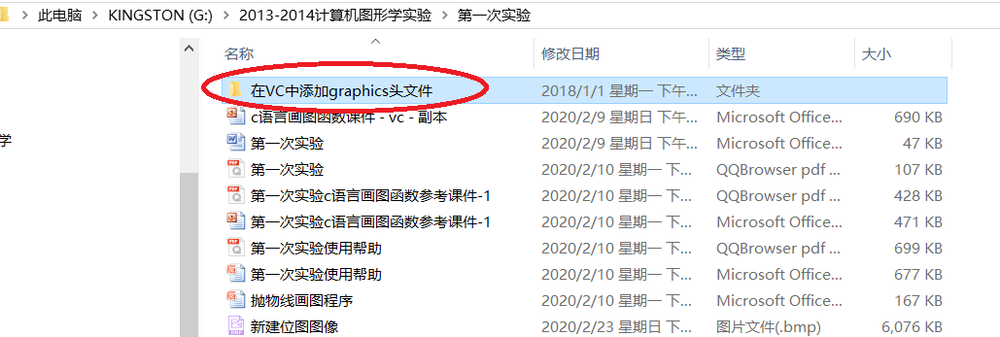 此电脑 > KINGSTON (G:) > 2013-2014计算机图形学实验 > 第一次实验
名称 修改日期 类型 大小
在VC中添加graphics头文件 2018/1/1 星期一 下午... 文件夹
c语言画图函数课件 - vc - 副本 2020/2/9 星期日 下午... Microsoft Office... 690 KB
第一次实验 2020/2/9 星期日 下午... Microsoft Office... 47 KB
学
第一次实验 2020/2/10 星期一 下... QQBrowser pdf ... 107 KB
第一次实验c语言画图函数参考课件-1 2020/2/10 星期一 下... QQBrowser pdf ... 428 KB
第一次实验c语言画图函数参考课件-1 2020/2/10 星期一 下... Microsoft Office... 471 KB
第一次实验使用帮助 2020/2/10 星期一 下... QQBrowser pdf ... 699 KB
第一次实验使用帮助 2020/2/10 星期一 下... Microsoft Office... 677 KB
抛物线画图程序 2020/2/10 星期一 下... Microsoft Office... 167 KB
新建位图图像 2020/2/23 星期日 下... 图片文件(.bmp) 6,076 KB